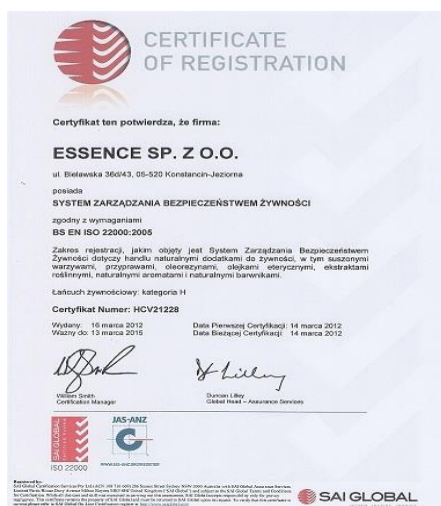 CERTIFICATE
OF REGISTRATION
Certyfikat ten potwierdza, że firma:
ESSENCE SP. Z O.O.
ul. Bielawska 36d/43, 05-520 Konstancin-Jeziorna
posiada
SYSTEM ZARZĄDZANIA BEZPIECZEŃSTWEM ŻYWNOŚCI
zgodny z wymaganiami
BS EN ISO 22000:2005
Zakres rejestracji, jakim objęty jest System Zarządzania Bezpieczeństwem
Żywności dotyczy handlu naturalnymi dodatkami do żywności, w tym suszonymi
warzywami, przyprawami, oleorezynami, olejkami eterycznymi, ekstraktami
roślinnymi, naturalnymi aromatami i naturalnymi barwnikami.
Łańcuch żywnościowy: kategoria H
Certyfikat Numer: HCV21228
Wydany: 16 marca 2012
Ważny do: 13 marca 2015
Data Pierwszej Certyfikacji: 14 marca 2012
Data Bieżącej Certyfikacji: 14 marca 2012
William Smith
Certification Manager
Duncan Lilley
Global Head – Assurance Services
SAI GLOBAL
ISO 22000
JAS-ANZ
C
SAI GLOBAL